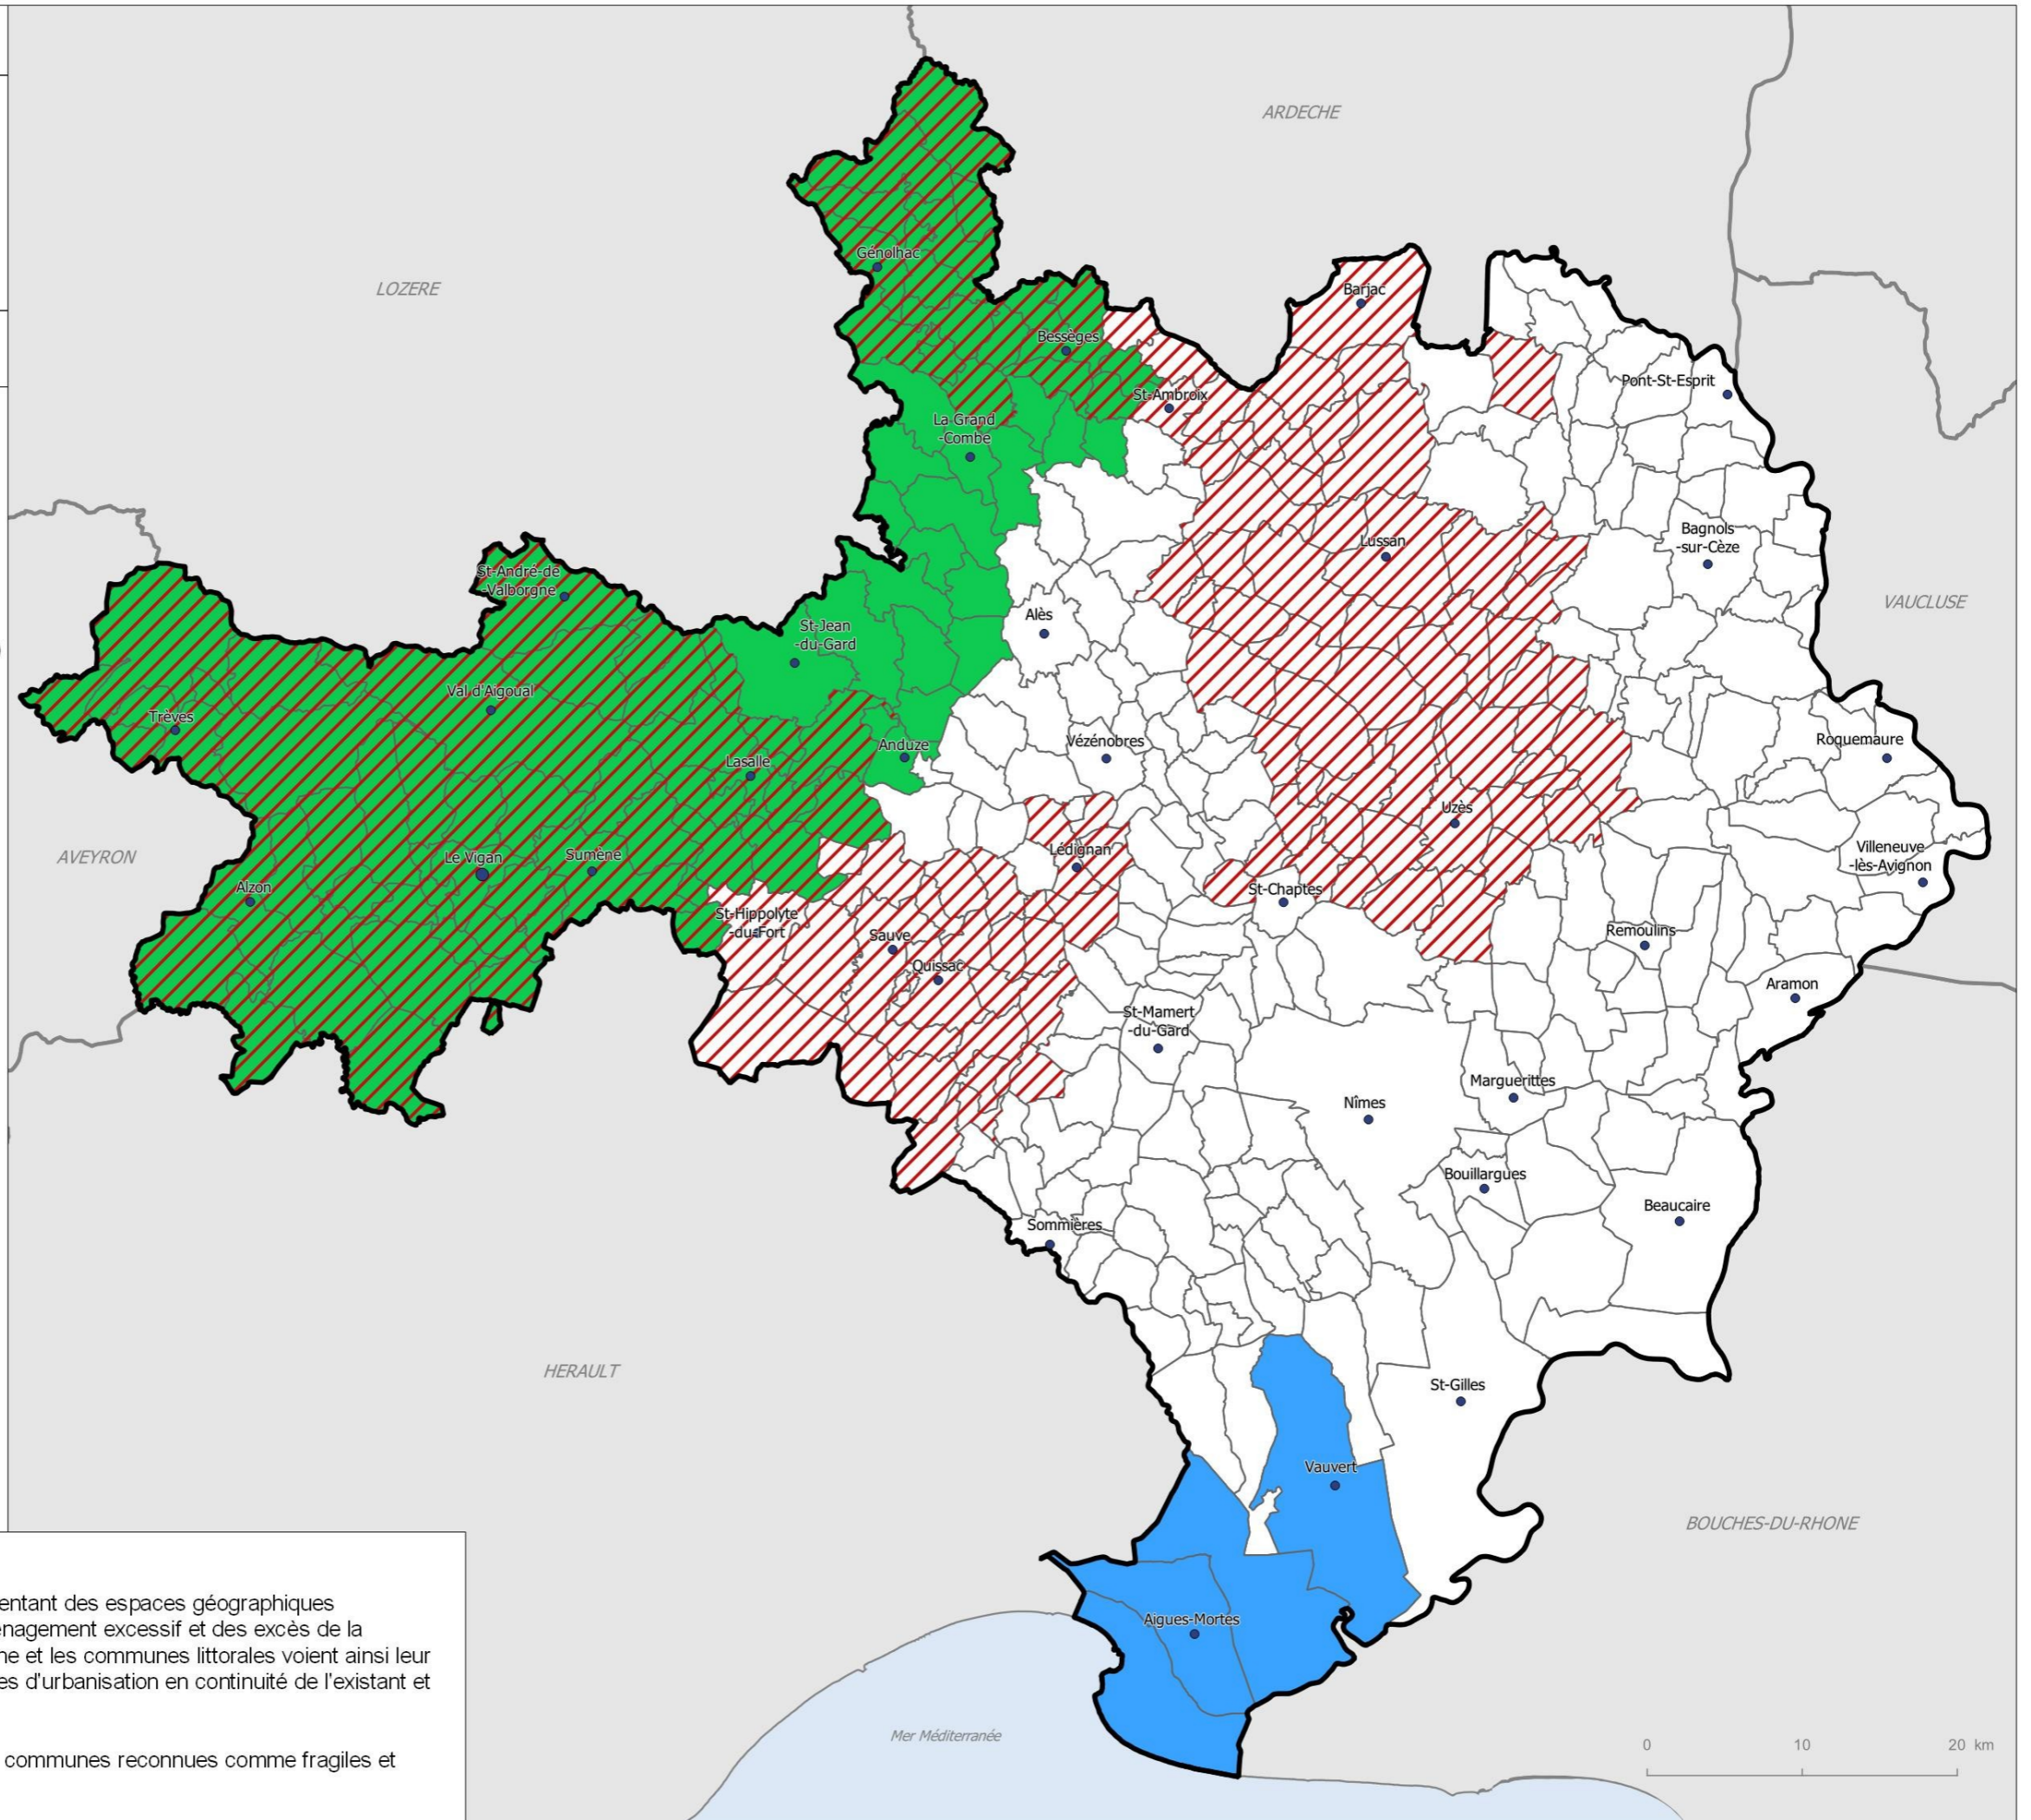 ARDECHE
Génolhac
LOZERE
Barjac
Bessèges
Pont-St-Esprit
St-Ambroix
La Grand
-Combe
Bagnols
-sur-Cèze
Lussan
St-André-de
-Valborgne
VAUCLUSE
Alès
St-Jean
-du-Gard
Val d'Aigoual
Trèves
Anduze
Vézénobres
Roquemaure
Lasalle
Uzès
AVEYRON
Le Vigan
Sumène
Lédignan
Villeneuve
-lès-Avignon
Alzon
St-Chaptes
St-Hippolyte
-du-Fort
Sauve
Remoulins
Quissac
Aramon
St-Mamert
-du-Gard
Marguerittes
Nîmes
Bouillargues
Beaucaire
Sommières
HERAULT
St-Gilles
Vauvert
BOUCHES-DU-RHONE
Aigues-Mortes
Mer Méditerranée
0 10 20 km
entant des espaces géographiques
énagement excessif et des excès de la
ne et les communes littorales voient ainsi leur
es d'urbanisation en continuité de l'existant et
communes reconnues comme fragiles et